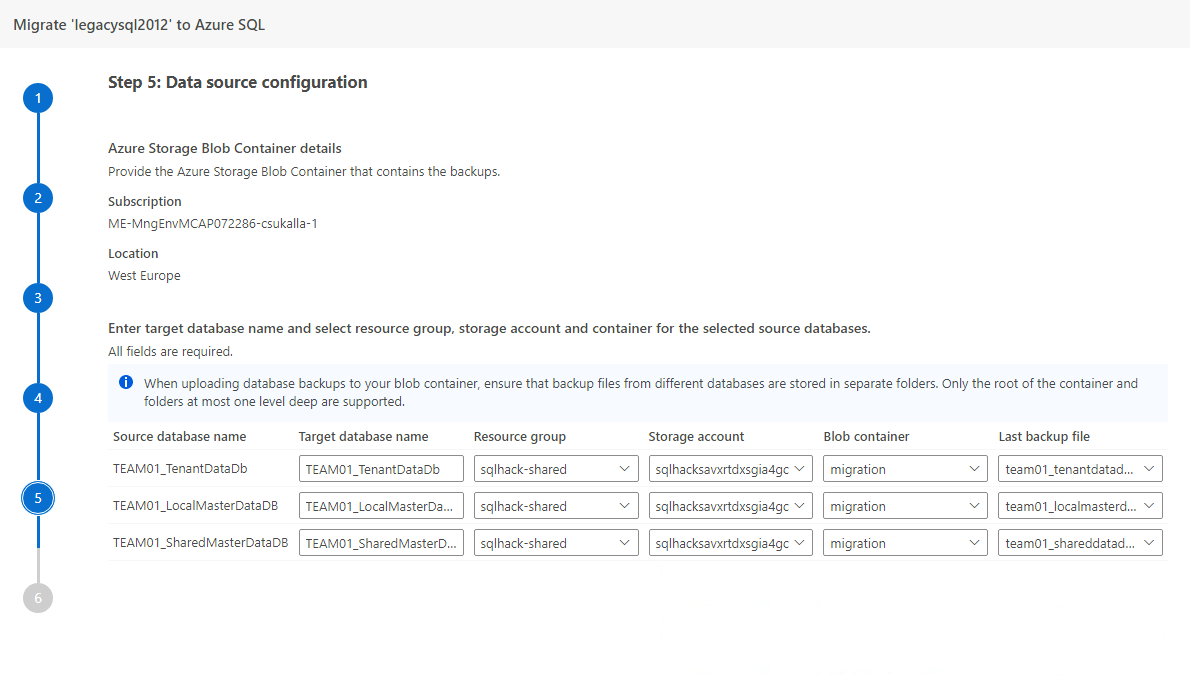 Migrate 'legacysql2012' to Azure SQL
Step 5: Data source configuration
1
2
3
4
5
6
Azure Storage Blob Container details
Provide the Azure Storage Blob Container that contains the backups.
Subscription
ME-MngEnvMCAP072286-csukalla-1
Location
West Europe
Enter target database name and select resource group, storage account and container for the selected source databases.
All fields are required.
When uploading database backups to your blob container, ensure that backup files from different databases are stored in separate folders. Only the root of the container and
folders at most one level deep are supported.
Source database name Target database name Resource group Storage account Blob container Last backup file
TEAM01_TenantDataDb TEAM01_TenantDataDb sqlhack-shared sqlhacksavxrtdxsgia4gc migration team01_tenantdatad...
TEAM01_LocalMasterDataDB TEAM01_LocalMasterDa... sqlhack-shared sqlhacksavxrtdxsgia4gc migration team01_localmasterd...
TEAM01_SharedMasterDataDB TEAM01_SharedMasterD... sqlhack-shared sqlhacksavxrtdxsgia4gc migration team01_shareddatad...